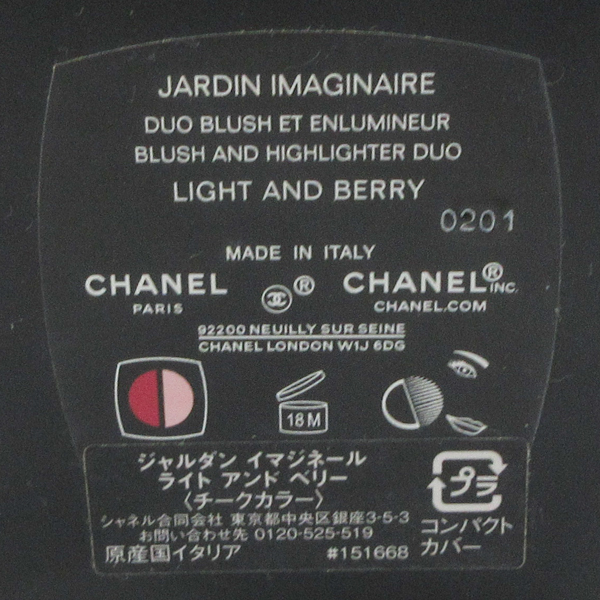 JARDIN IMAGINAIRE
DUO BLUSH ET ENLUMINEUR
BLUSH AND HIGHLIGHTER DUO
LIGHT AND BERRY
0201
MADE IN ITALY
CHANEL ® CHANEL® INC.
PARIS CHANEL.COM
92200 NEUILLY SUR SEINE
CHANEL LONDON W1J 6DG
18M
ジャルダン イマジネール
ライト アンド ベリー
〈チークカラー〉
シャネル合同会社 東京都中央区銀座3-5-3
お問い合わせ先 0120-525-519
原産国イタリア #151668
プラ
コンパクト
カバー